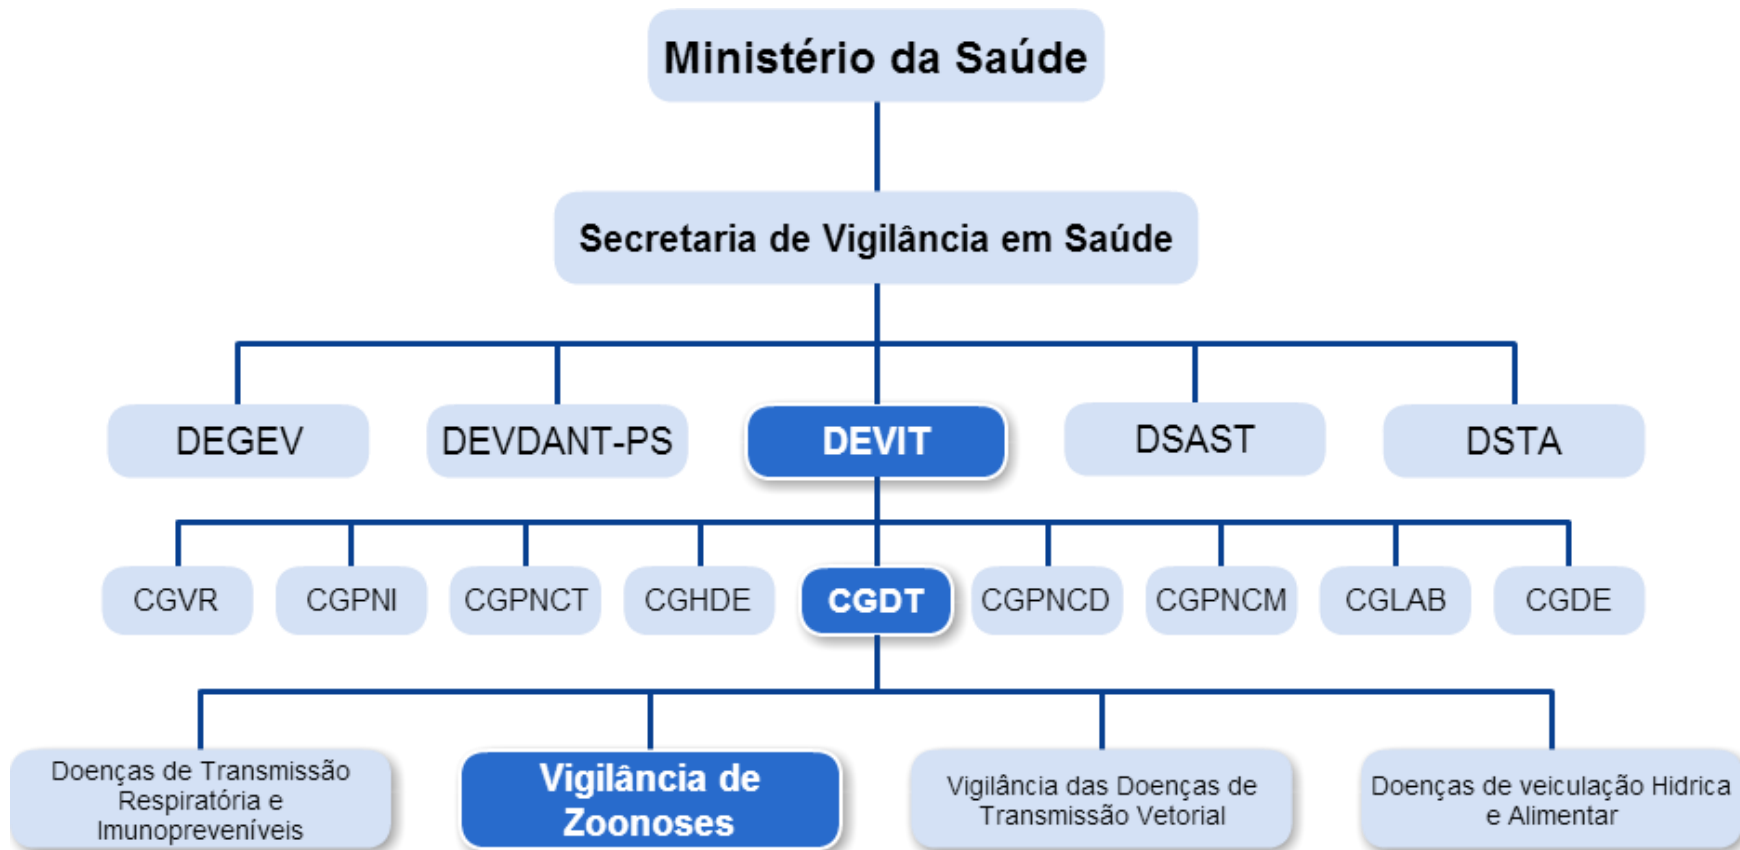 Ministério da Saúde
Secretaria de Vigilância em Saúde
DEGEV
DEVDANT-PS
DEVIT
DSAST
DSTA
CGVR
CGPNI
CGPNCT
CGHDE
CGDT
CGPNCD
CGPNCM
CGLAB
CGDE
Doenças de Transmissão
Respiratória e
Imunopreveníveis
Vigilância de
Zoonoses
Vigilância das Doenças de
Transmissão Vetorial
Doenças de veiculação Hidrica
e Alimentar